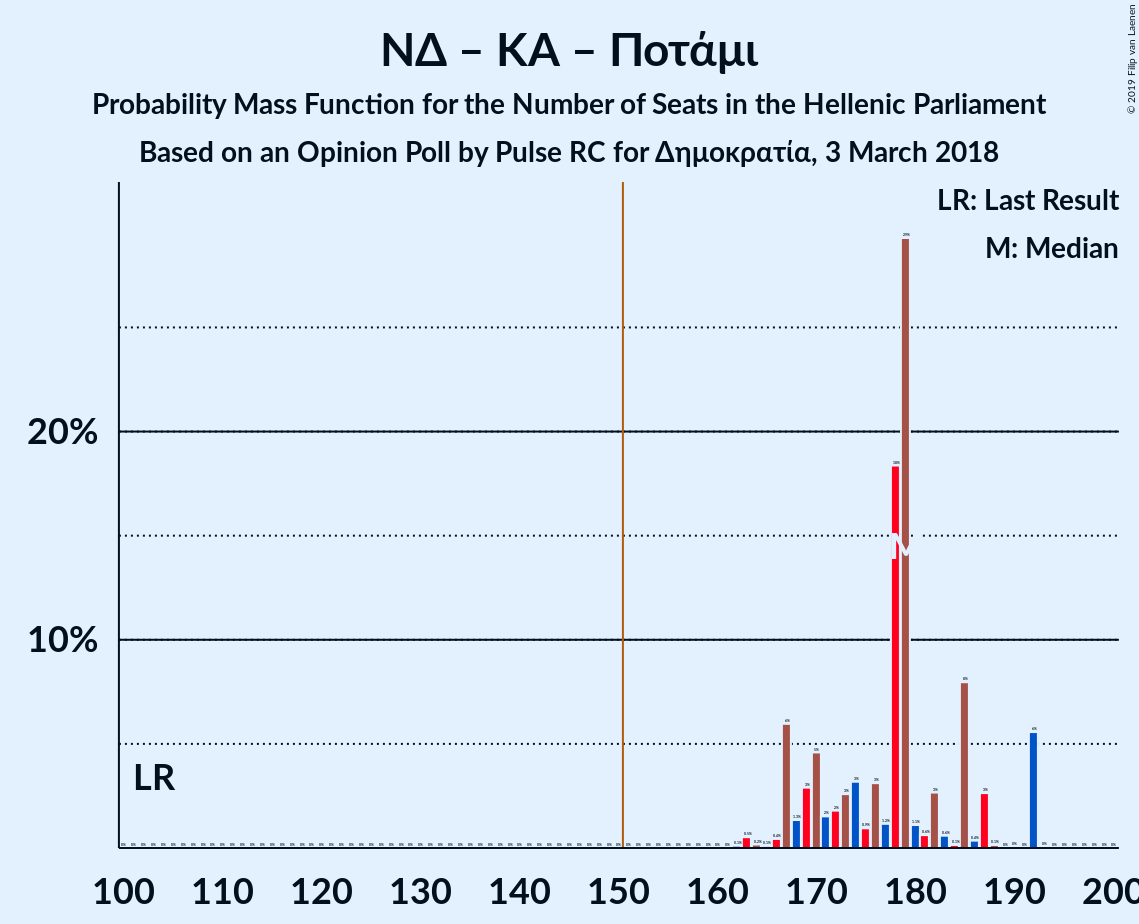 ΝΔ – ΚΑ – Ποτάμι
Probability Mass Function for the Number of Seats in the Hellenic Parliament
Based on an Opinion Poll by Pulse RC for Δημοκρατία, 3 March 2018
© 2019 Filip van Laenen
LR: Last Result
M: Median
20%
10%
LR
M
100 110 120 130 140 150 160 170 180 190 200